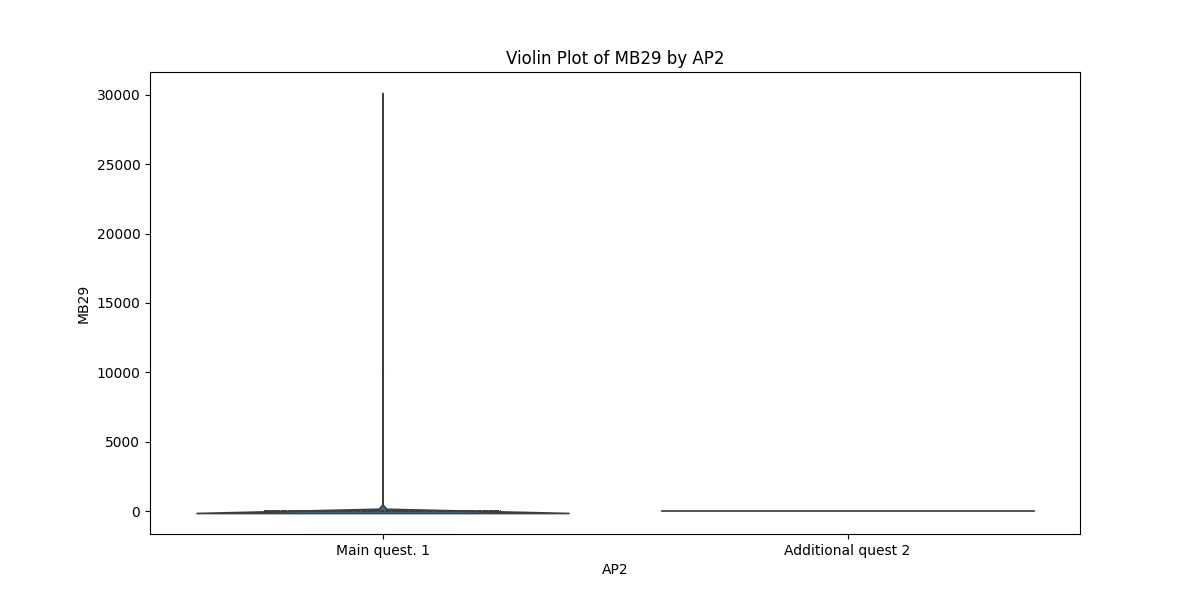 Violin Plot of MB29 by AP2
30000
25000
20000
15000
10000
5000
0
MB29
Main quest. 1
Additional quest 2
AP2